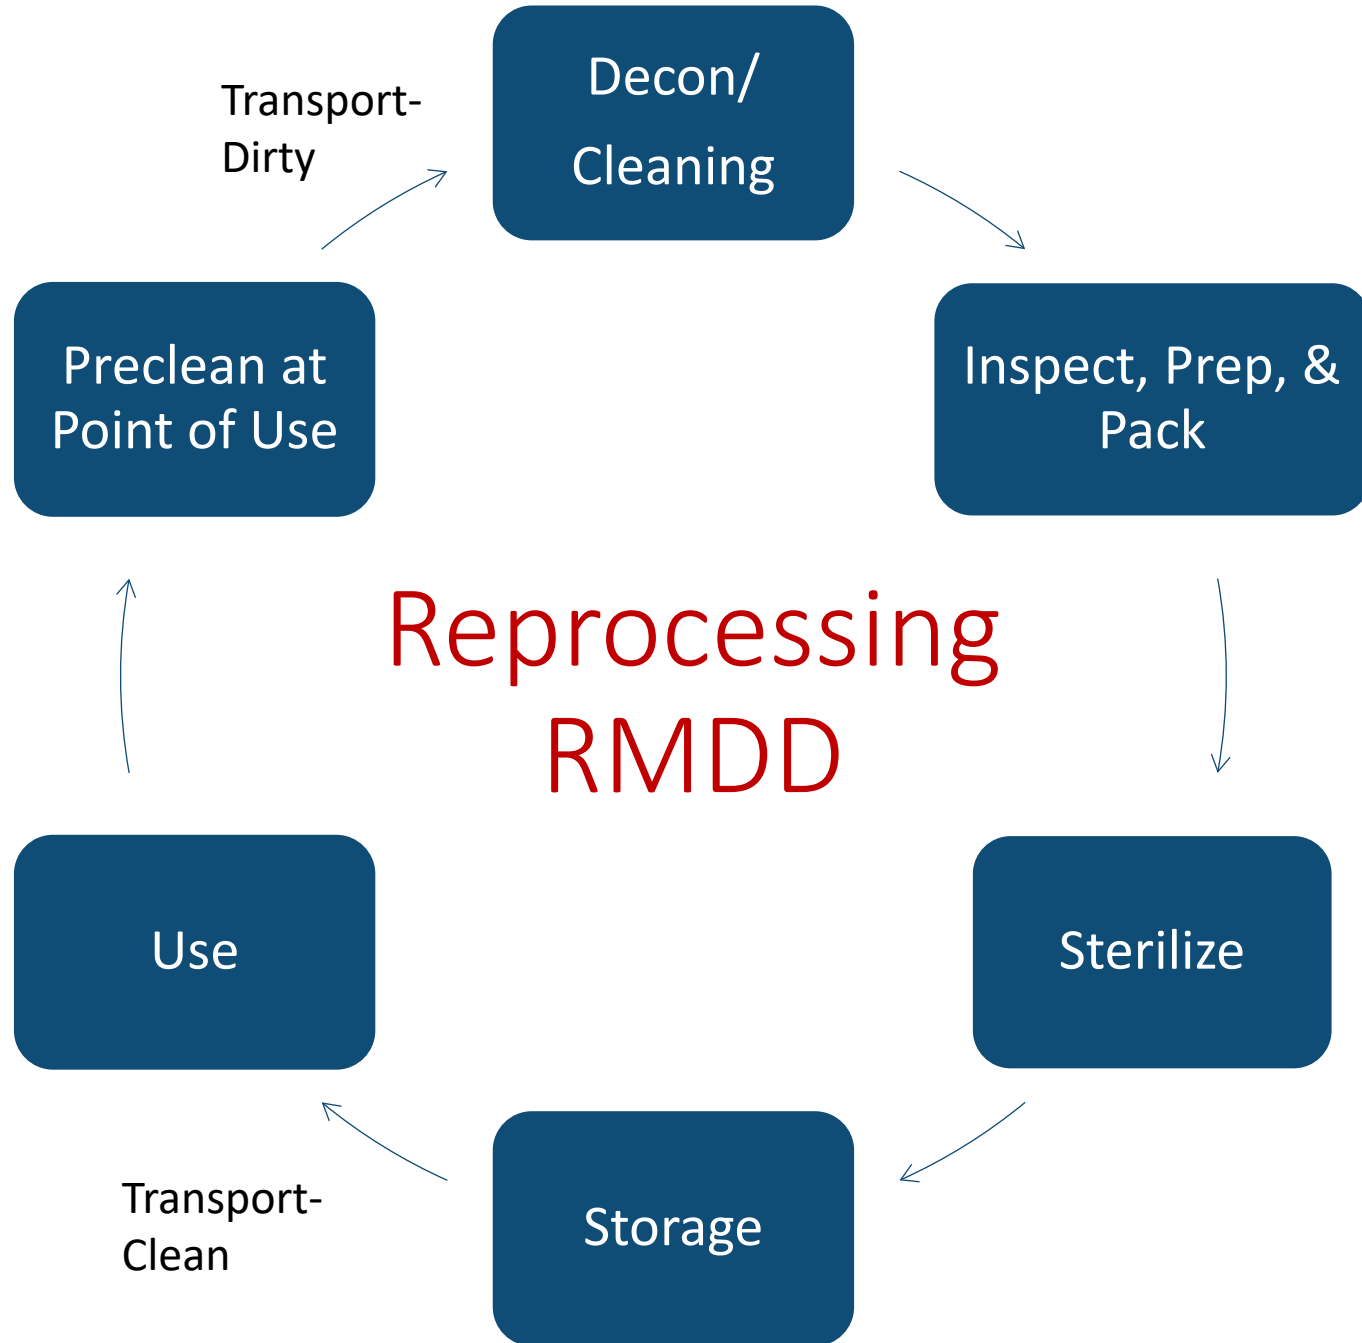 Decon/
Cleaning
Transport-
Dirty
Preclean at
Point of Use
Inspect, Prep, &
Pack
Reprocessing
RMDD
Use
Sterilize
Transport-
Clean
Storage